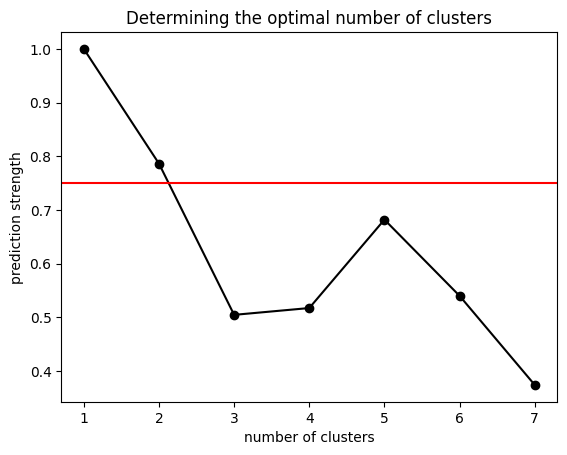 Determining the optimal number of clusters
1.0
0.9
0.8
0.7
0.6
0.5
0.4
prediction strength
1 2 3 4 5 6 7
number of clusters